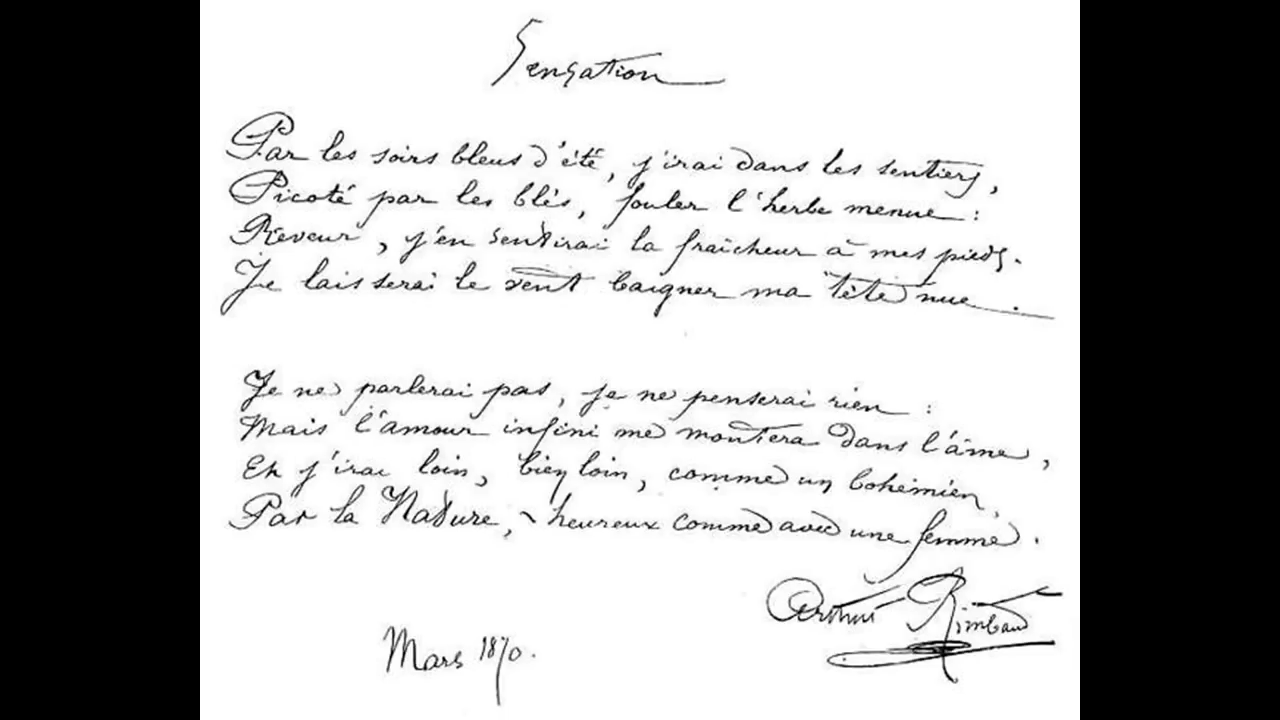 Sensation
Par les soirs bleus d'été, j'irai dans les sentiers,
Picoté par les blés, fouler l'herbe menue :
Rêveur, j'en sentirai la fraîcheur à mes pieds.
Je laisserai le vent baigner ma tête nue.
Je ne parlerai pas, je ne penserai rien :
Mais l'amour infini me montera dans l'âme,
Et j'irai loin, bien loin, comme un bohémien,
Par la Nature, - heureux comme avec une femme.
Arthur Rimbaud
Mars 1870.